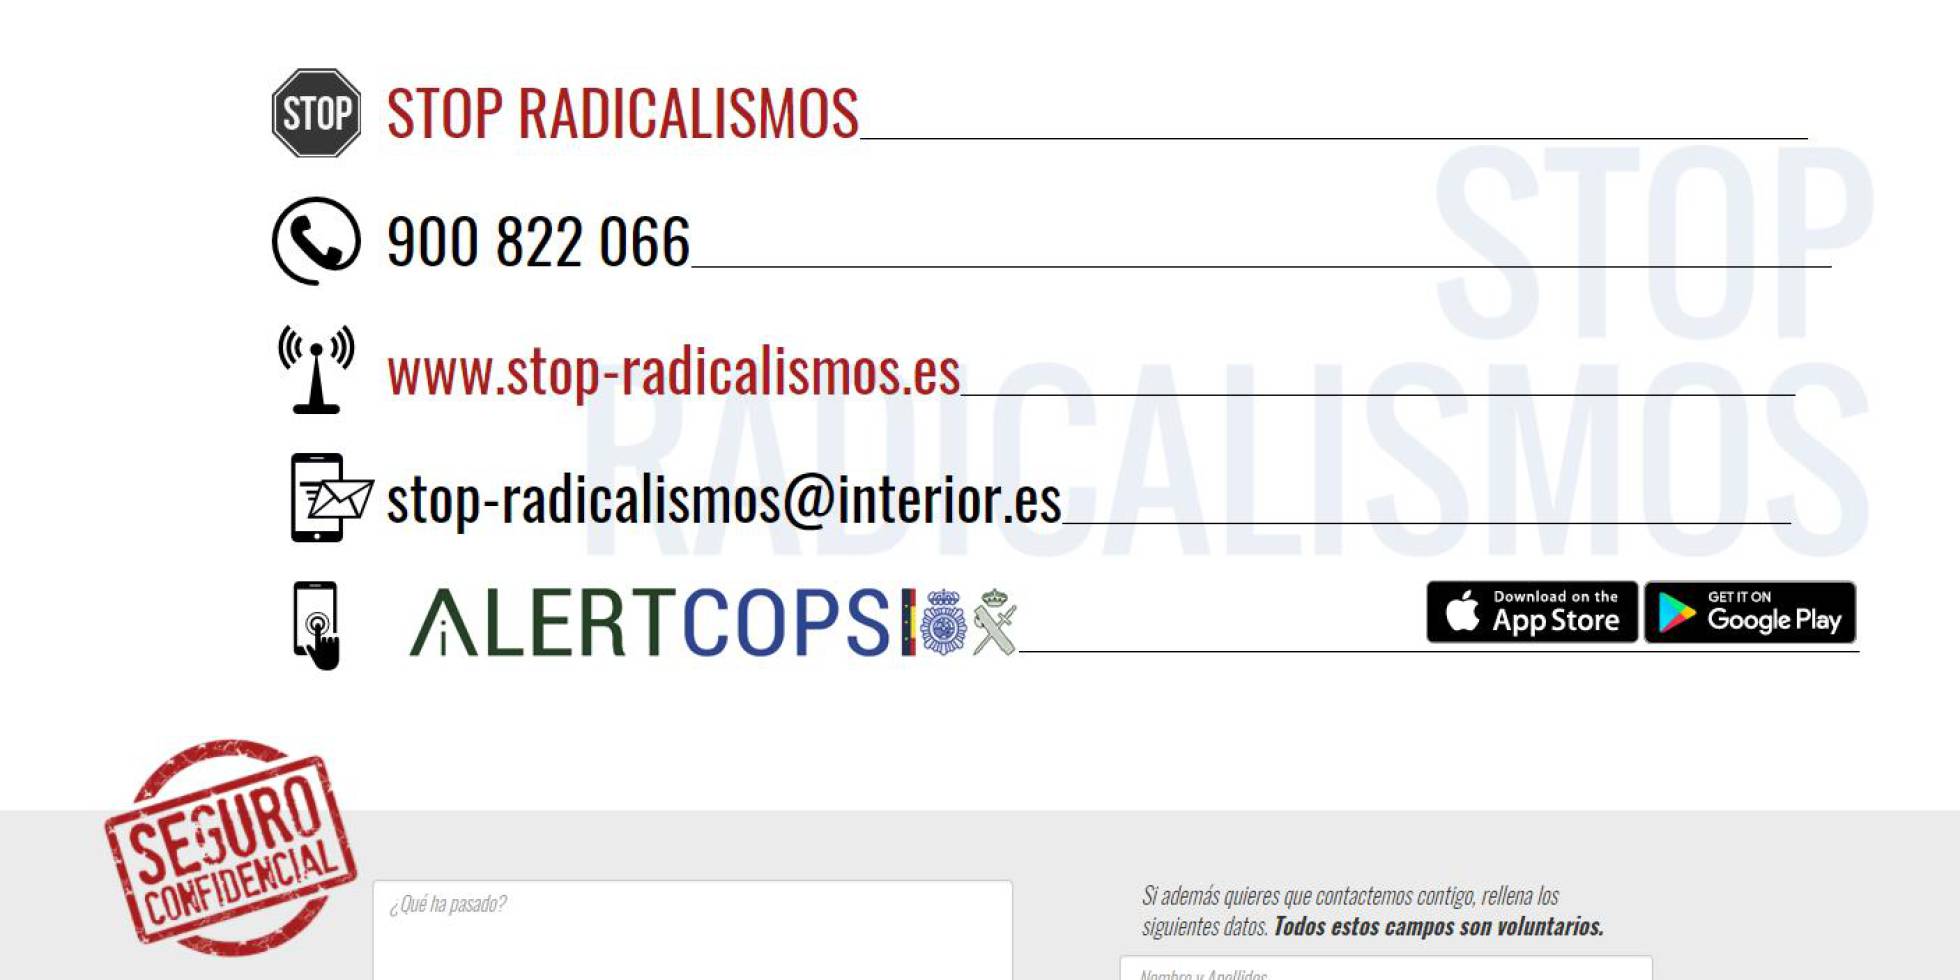 STOP
STOP RADICALISMOS
900 822 066
www.stop-radicalismos.es
stop-radicalismos@interior.es
STOP
RADICALISMOS
ALERTCOPS
Download on the
App Store
GET IT ON
Google Play
SEGURO
CONFIDENCIAL
¿Qué ha pasado?
Si además quieres que contactemos contigo, rellena los
siguientes datos. Todos estos campos son voluntarios.
Nombre y Apellidos